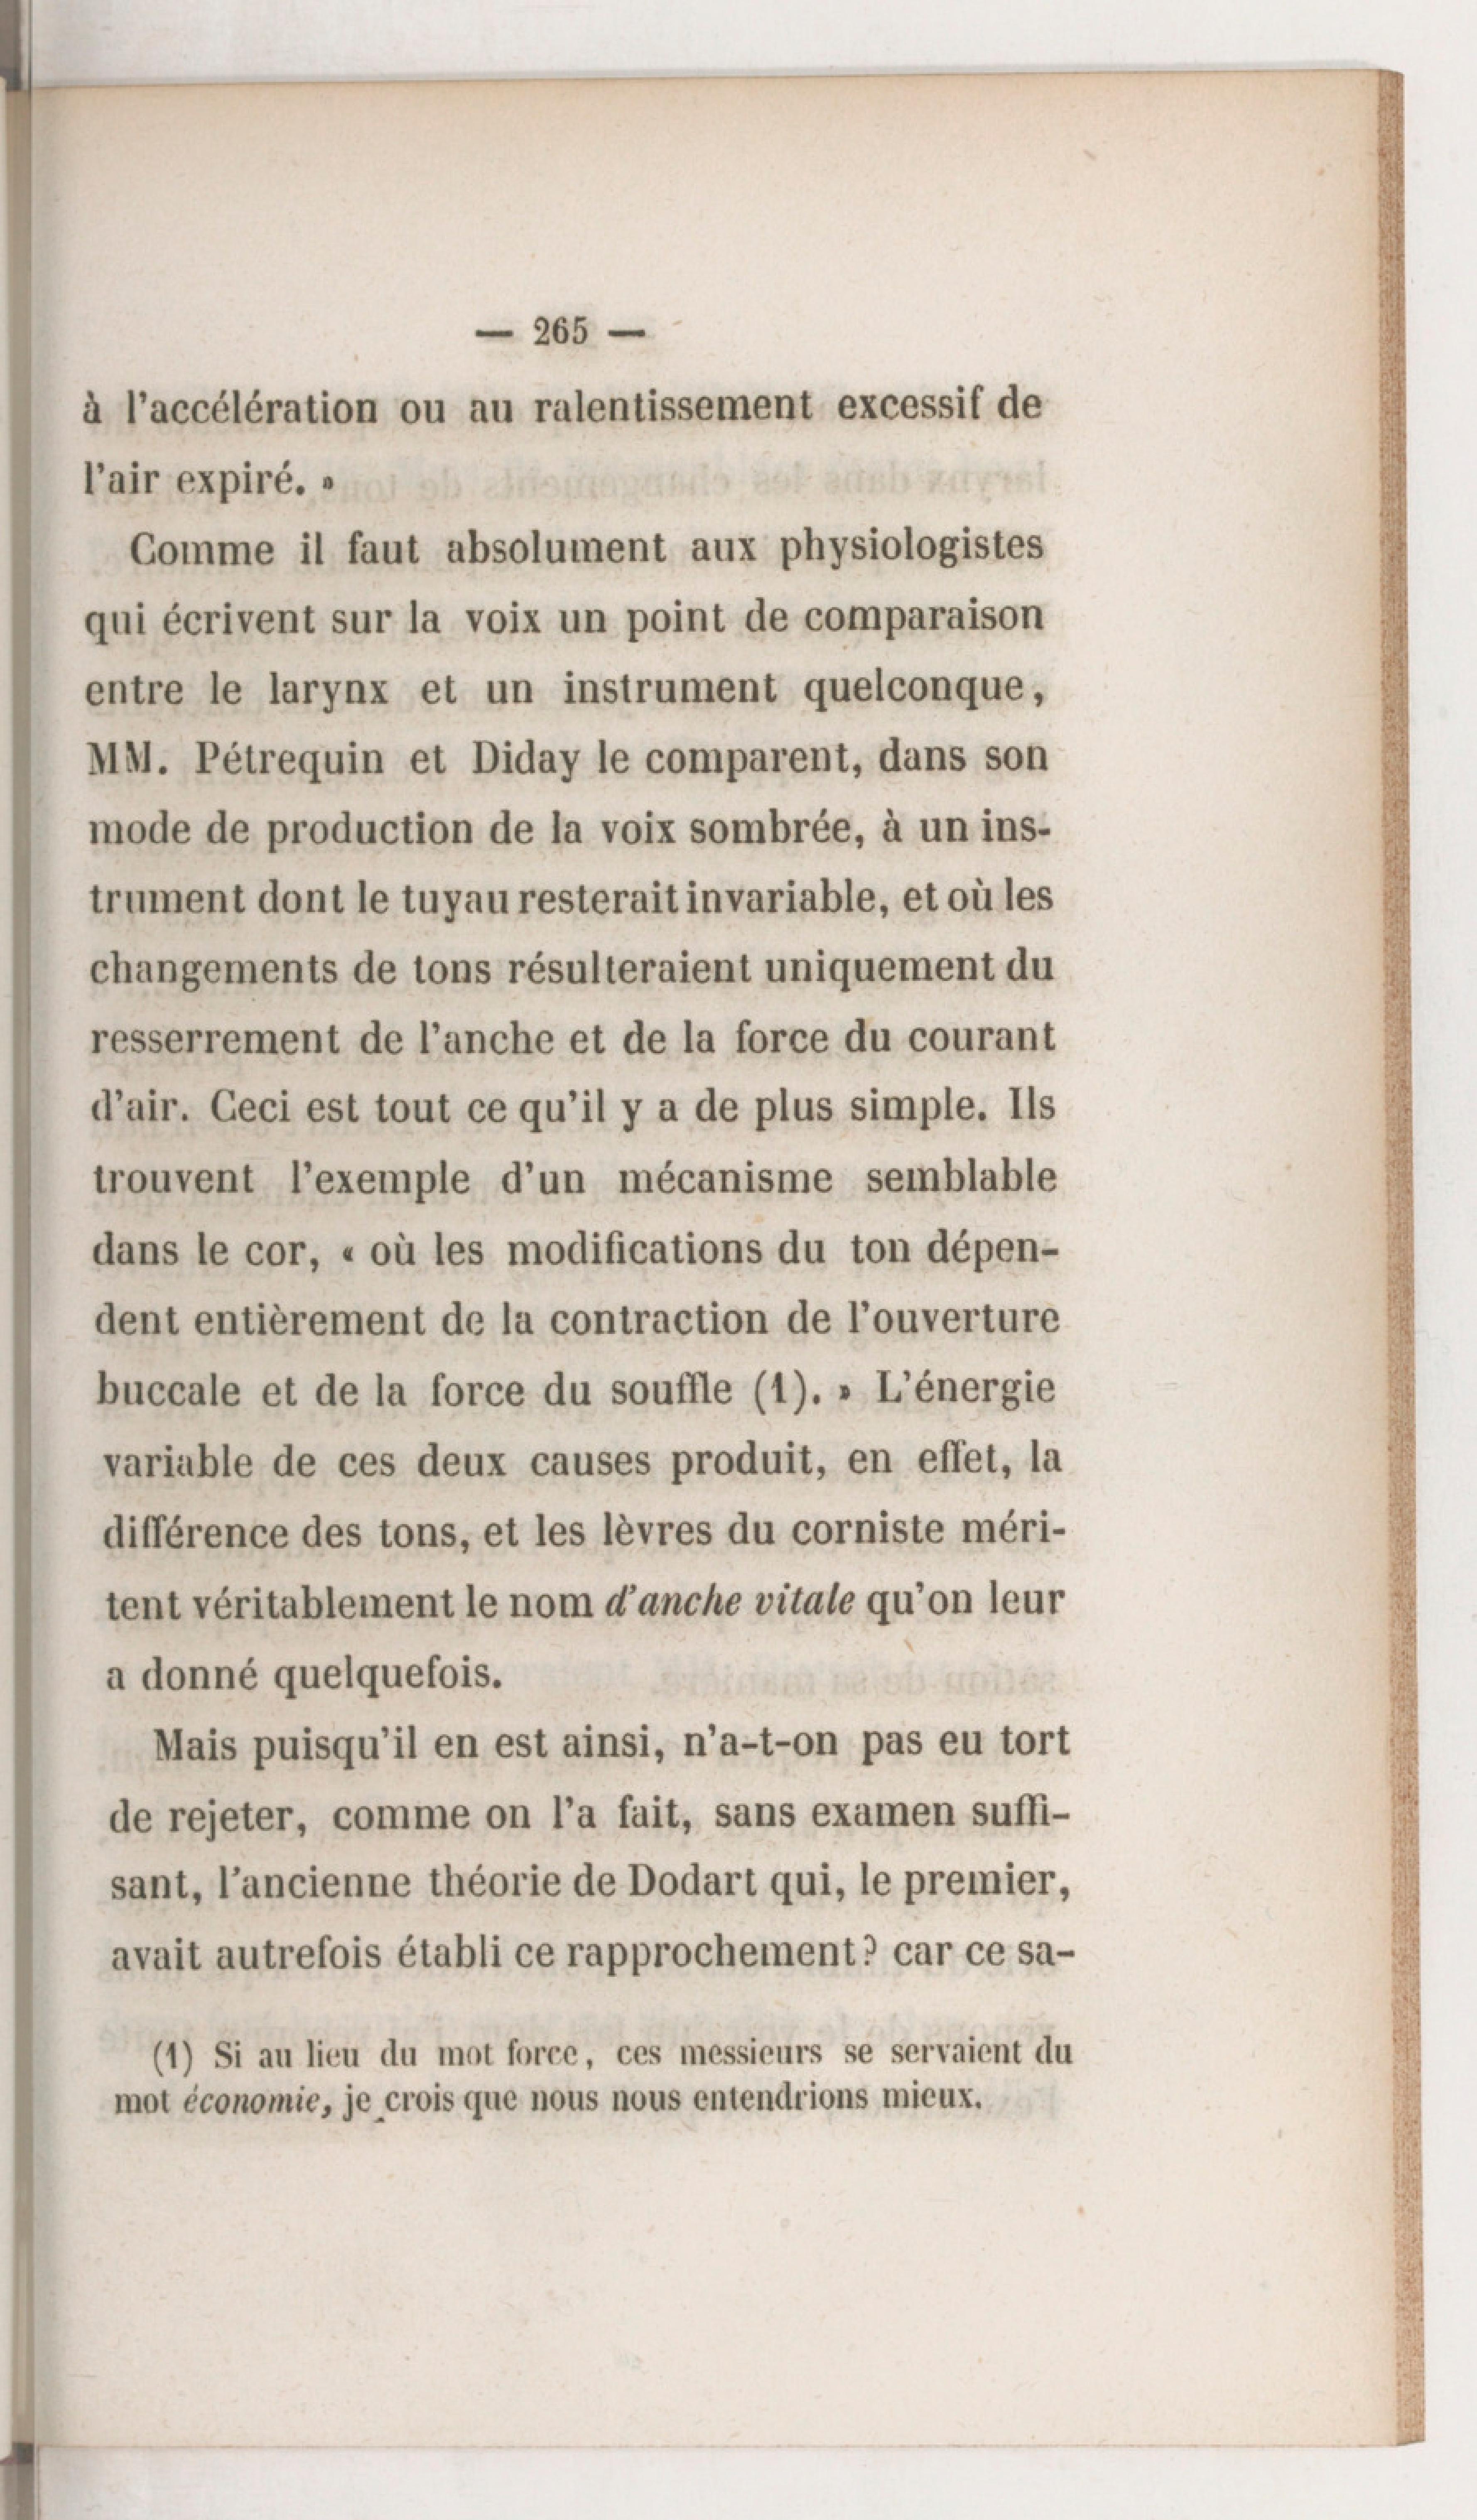 — 265 —
à l'accélération ou au ralentissement excessif de
l'air expiré. »
Comme il faut absolument aux physiologistes
qui écrivent sur la voix un point de comparaison
entre le larynx et un instrument quelconque,
MM. Pétrequin et Diday le comparent, dans son
mode de production de la voix sombrée, à un ins-
trument dont le tuyau resterait invariable, et où les
changements de tons résulteraient uniquement du
resserrement de l'anche et de la force du courant
d'air. Ceci est tout ce qu'il y a de plus simple. Ils
trouvent l'exemple d'un mécanisme semblable
dans le cor, « où les modifications du ton dépen-
dent entièrement de la contraction de l'ouverture
buccale et de la force du souffle (1). » L'énergie
variable de ces deux causes produit, en effet, la
différence des tons, et les lèvres du corniste méri-
tent véritablement le nom d'anche vitale qu'on leur
a donné quelquefois.
Mais puisqu'il en est ainsi, n'a-t-on pas eu tort
de rejeter, comme on l'a fait, sans examen suffi-
sant, l'ancienne théorie de Dodart qui, le premier,
avait autrefois établi ce rapprochement? car ce sa-
(1) Si au lieu du mot force, ces messieurs se servaient du
mot économie, je crois que nous nous entendrions mieux.